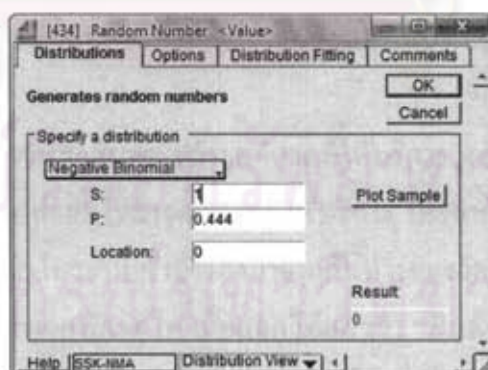 [434] Random Number <Value>
Distributions Options Distribution Fitting Comments
Generates random numbers
OK
Cancel
Specify a distribution
Negative Binomial
S: 1
Plot Sample
P: 0.444
Location: 0
Result
0
Help SSK-NMA Distribution View